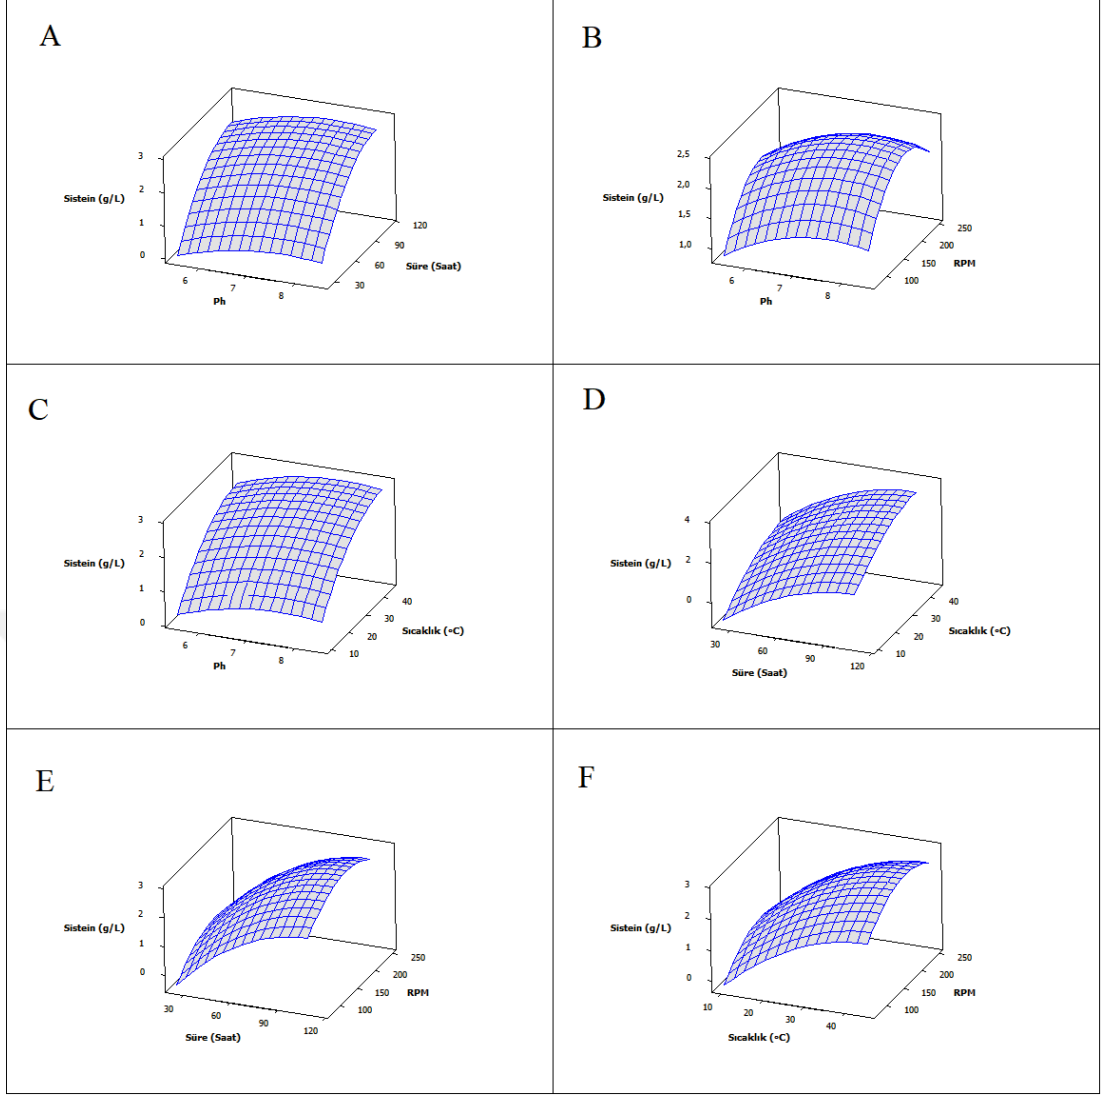 A
3
2
1
0
Sistein (g/L)
6
7
8
Ph
30
60
90
120
Süre (Saat)
B
2,5
2,0
1,5
1,0
Sistein (g/L)
6
7
8
Ph
100
150
200
250
RPM
C
3
2
1
0
Sistein (g/L)
6
7
8
Ph
10
20
30
40
Sıcaklık (∘C)
D
4
2
0
Sistein (g/L)
30
60
90
120
Süre (Saat)
10
20
30
40
Sıcaklık (∘C)
E
3
2
1
0
Sistein (g/L)
30
60
90
120
Süre (Saat)
100
150
200
250
RPM
F
3
2
1
0
Sistein (g/L)
10
20
30
40
Sıcaklık (∘C)
100
150
200
250
RPM